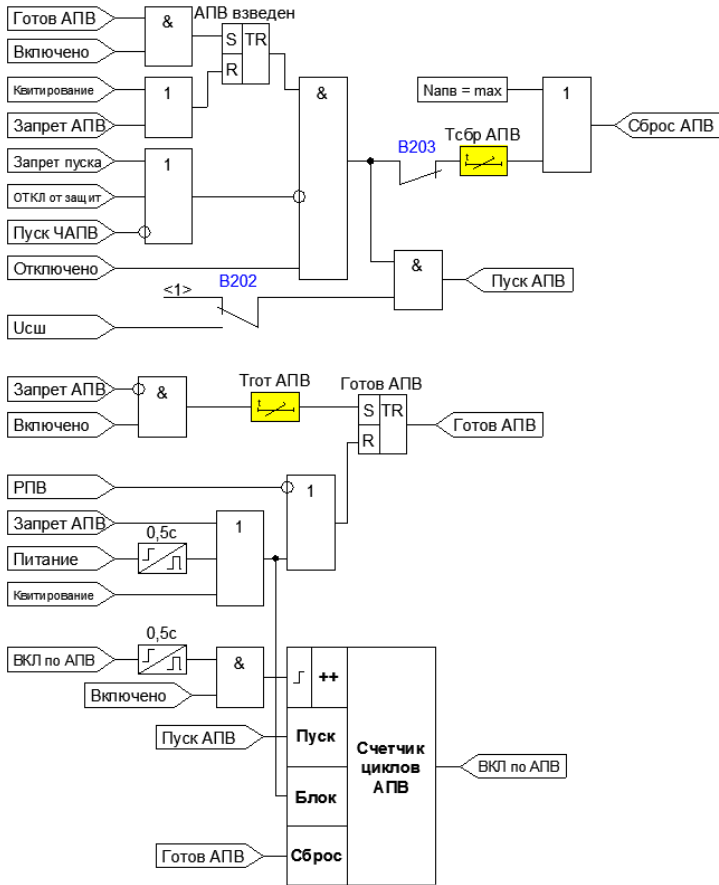 Готов АПВ
&
АПВ взведен
Включено
S TR
R
Квитирование
1
Запрет АПВ
&
Nапв = max
1
Сброс АПВ
Tсбр АПВ
B203
Запрет пуска
1
ОТКЛ от защит
Пуск ЧАПВ
Отключено
B202
<1>
&
Пуск АПВ
Uсш
Запрет АПВ
&
Tгот АПВ
Готов АПВ
S TR
R
Готов АПВ
Включено
РПВ
1
Запрет АПВ
1
0,5с
Питание
Квитирование
0,5с
ВКЛ по АПВ
&
Включено
++
Пуск АПВ
Пуск
Счетчик
циклов
АПВ
ВКЛ по АПВ
Блок
Готов АПВ
Сброс